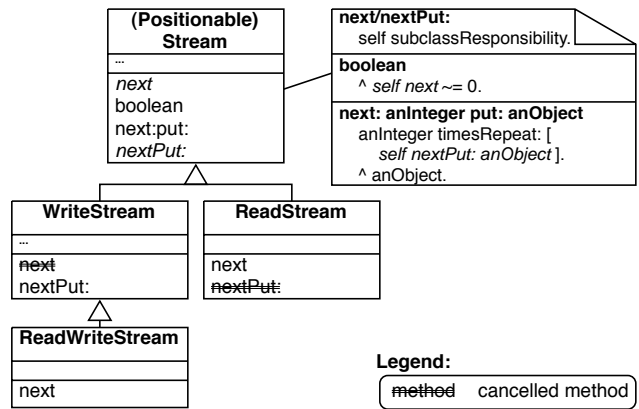 (Positionable)
Stream
...
next
boolean
next:put:
nextPut:
next/nextPut:
self subclassResponsibility.
boolean
^ self next ~= 0.
next: anInteger put: anObject
anInteger timesRepeat: [
self nextPut: anObject ].
^ anObject.
WriteStream
...
next
nextPut:
ReadStream
next
nextPut:
ReadWriteStream
next
Legend:
method cancelled method